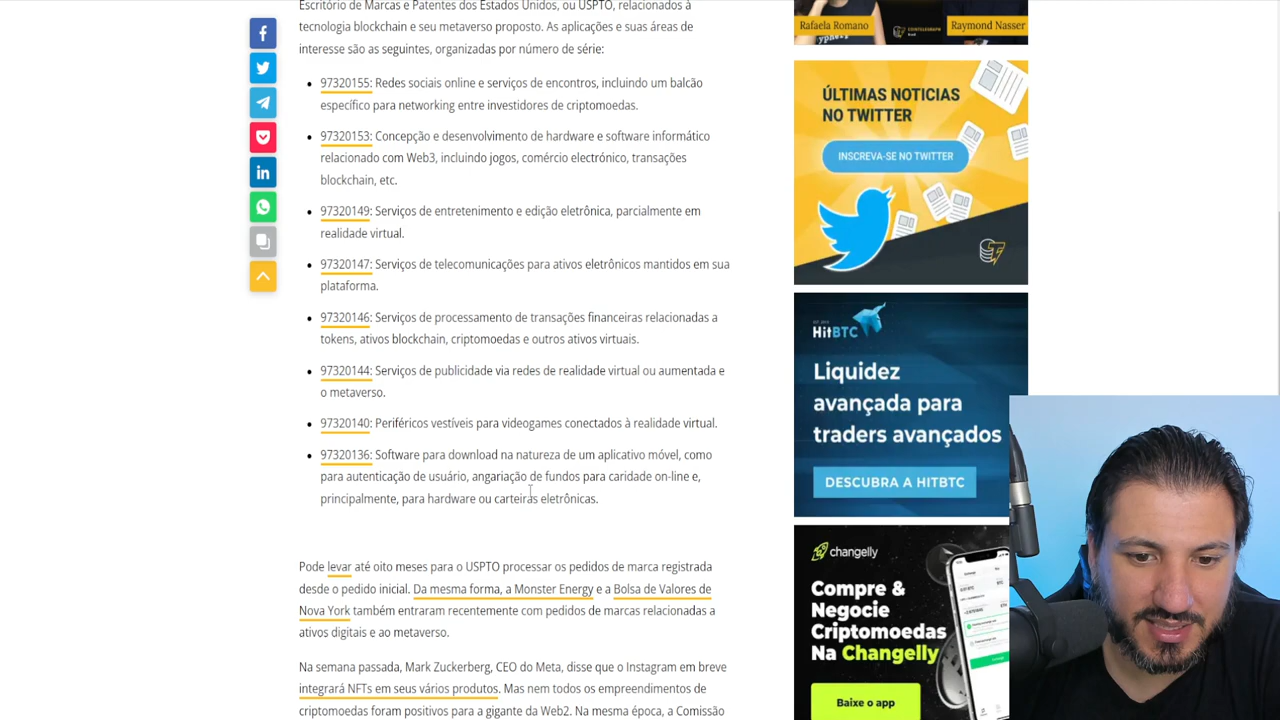 Escritório de Marcas e Patentes dos Estados Unidos, ou USPTO, relacionados à
tecnologia blockchain e seu metaverso proposto. As aplicações e suas áreas de
interesse são as seguintes, organizadas por número de série:
97320155: Redes sociais online e serviços de encontros, incluindo um balcão
específico para networking entre investidores de criptomoedas.
97320153: Concepção e desenvolvimento de hardware e software informático
relacionado com Web3, incluindo jogos, comércio electrónico, transações
blockchain, etc.
97320149: Serviços de entretenimento e edição eletrônica, parcialmente em
realidade virtual.
97320147: Serviços de telecomunicações para ativos eletrônicos mantidos em sua
plataforma.
97320146: Serviços de processamento de transações financeiras relacionadas a
tokens, ativos blockchain, criptomoedas e outros ativos virtuais.
97320144: Serviços de publicidade via redes de realidade virtual ou aumentada e
o metaverso.
97320140: Periféricos vestíveis para videogames conectados à realidade virtual.
97320136: Software para download na natureza de um aplicativo móvel, como
para autenticação de usuário, angariação de fundos para caridade on-line e,
principalmente, para hardware ou carteiras eletrônicas.
Pode levar até oito meses para o USPTO processar os pedidos de marca registrada
desde o pedido inicial. Da mesma forma, a Monster Energy e a Bolsa de Valores de
Nova York também entraram recentemente com pedidos de marcas relacionadas a
ativos digitais e ao metaverso.
Na semana passada, Mark Zuckerberg, CEO do Meta, disse que o Instagram em breve
integrará NFTs em seus vários produtos. Mas nem todos os empreendimentos de
criptomoedas foram positivos para a gigante da Web2. Na mesma época, a Comissão
Rafaela Romano
Raymond Nasser
ÚLTIMAS NOTICIAS
NO TWITTER
INSCREVA-SE NO TWITTER
HitBTC
Liquidez
avançada para
traders avançados
DESCUBRA A HITBTC
changelly
Compre &
Negocie
Criptomoedas
Na Changelly
Baixe o app